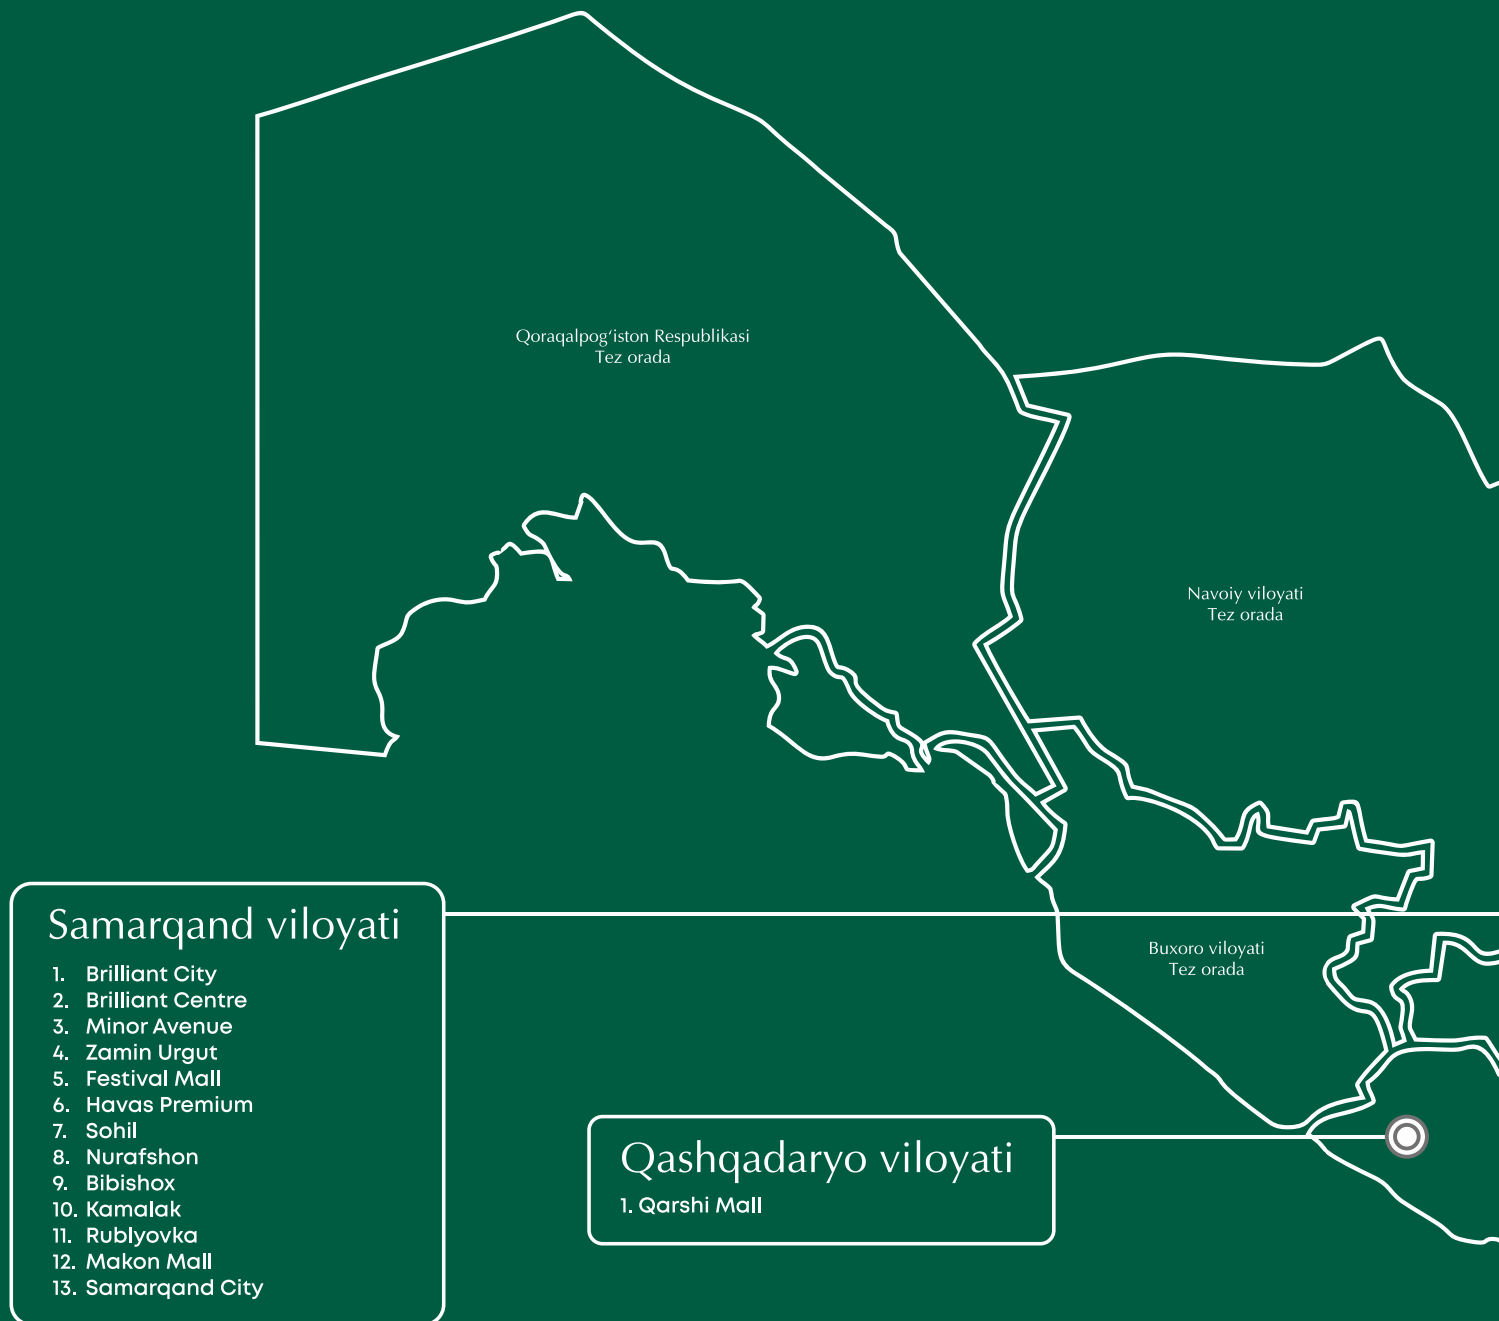 Qoraqalpog‘iston Respublikasi
Tez orada
Navoiy viloyati
Tez orada
Samarqand viloyati
1. Brilliant City
2. Brilliant Centre
3. Minor Avenue
4. Zamin Urgut
5. Festival Mall
6. Havas Premium
7. Sohil
8. Nurafshon
9. Bibishox
10. Kamalak
11. Rublyovka
12. Makon Mall
13. Samarqand City
Buxoro viloyati
Tez orada
Qashqadaryo viloyati
1. Qarshi Mall